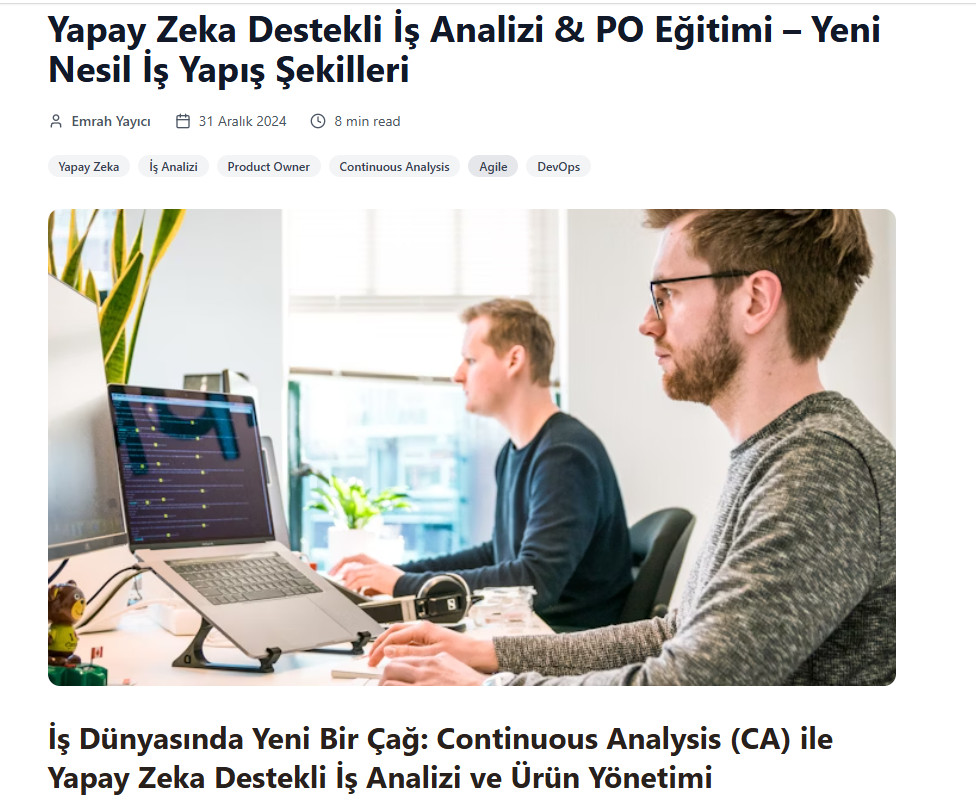 Yapay Zeka Destekli İş Analizi & PO Eğitimi – Yeni
Nesil İş Yapış Şekilleri
Emrah Yayıcı 31 Aralık 2024 8 min read
Yapay Zeka İş Analizi Product Owner Continuous Analysis Agile DevOps
İş Dünyasında Yeni Bir Çağ: Continuous Analysis (CA) ile
Yapay Zeka Destekli İş Analizi ve Ürün Yönetimi